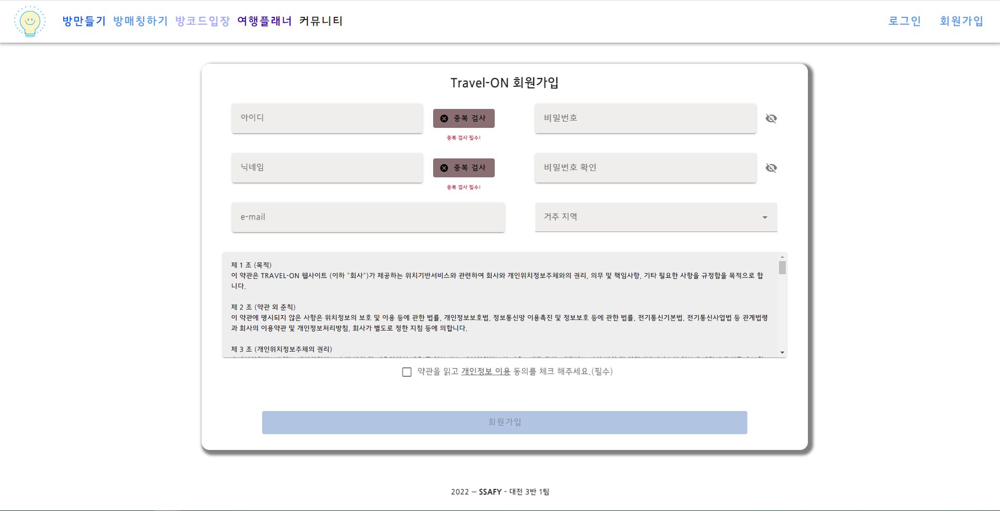 방만들기 방매칭하기 방코드입장 여행플래너 커뮤니티 로그인 회원가입
Travel-ON 회원가입
아이디 중복 검사 비밀번호
중복 검사 필수!
닉네임 중복 검사 비밀번호 확인
중복 검사 필수!
e-mail 거주 지역
제 1 조 (목적)
이 약관은 TRAVEL-ON 웹사이트 (이하 “회사”)가 제공하는 위치기반서비스와 관련하여 회사와 개인위치정보주체와의 권리, 의무 및 책임사항, 기타 필요한 사항을 규정함을 목적으로 합
니다.
제 2 조 (약관 외 준칙)
이 약관에 명시되지 않은 사항은 위치정보의 보호 및 이용 등에 관한 법률, 개인정보보호법, 정보통신망 이용촉진 및 정보보호 등에 관한 법률, 전기통신기본법, 전기통신사업법 등 관계법령
과 회사의 이용약관 및 개인정보처리방침, 회사가 별도로 정한 지침 등에 의합니다.
제 3 조 (개인위치정보주체의 권리)
약관을 읽고 개인정보 이용 동의를 체크 해주세요.(필수)
회원가입
2022 — SSAFY - 대전 3반 1팀